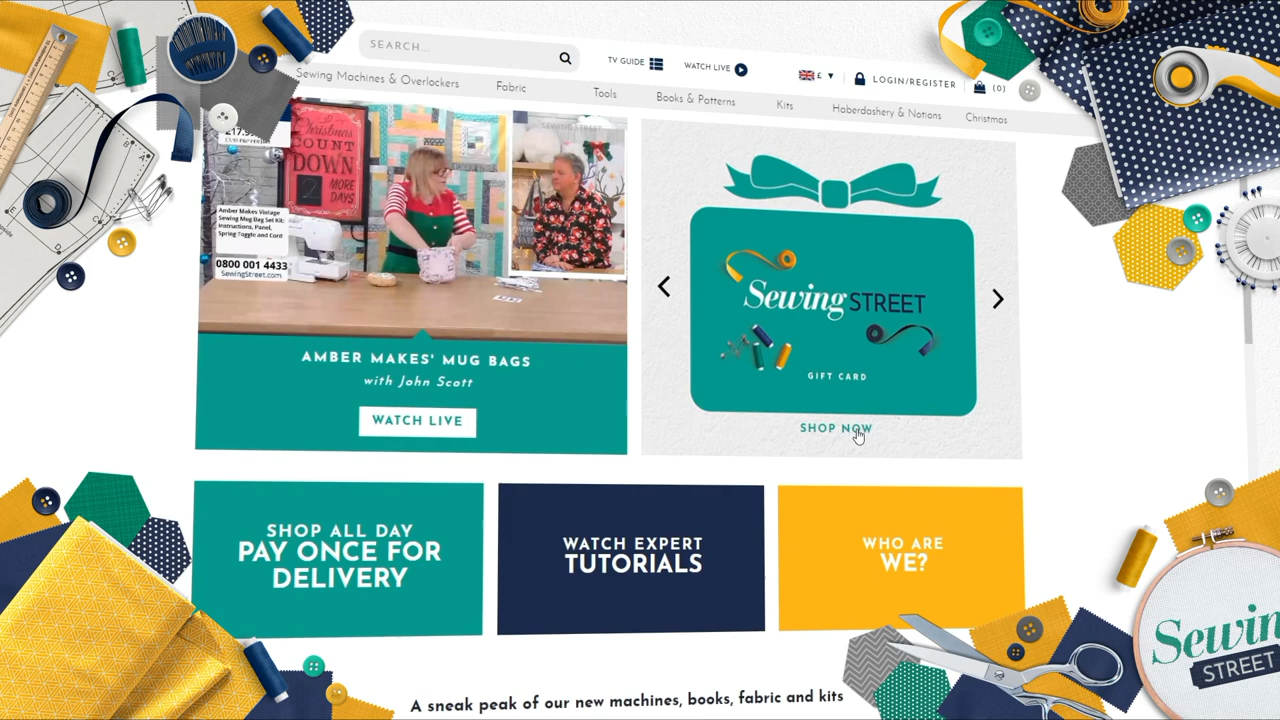 SEARCH...
TV GUIDE
WATCH LIVE
£
LOGIN/REGISTER
(0)
Sewing Machines & Overlockers
Fabric
Tools
Books & Patterns
Kits
Haberdashery & Notions
Christmas
Christmas
COUNT
DOWN
2 MORE
DAYS
SEWING STREET
Amber Makes Vintage
Sewing Mug Bag Set Kit:
Instructions, Panel,
Spring Toggle and Cord
0800 001 4433
SewingStreet.com
AMBER MAKES' MUG BAGS
with John Scott
WATCH LIVE
Sewing STREET
GIFT CARD
SHOP NOW
SHOP ALL DAY
PAY ONCE FOR
DELIVERY
WATCH EXPERT
TUTORIALS
WHO ARE
WE?
A sneak peak of our new machines, books, fabric and kits
Sewin
STREET